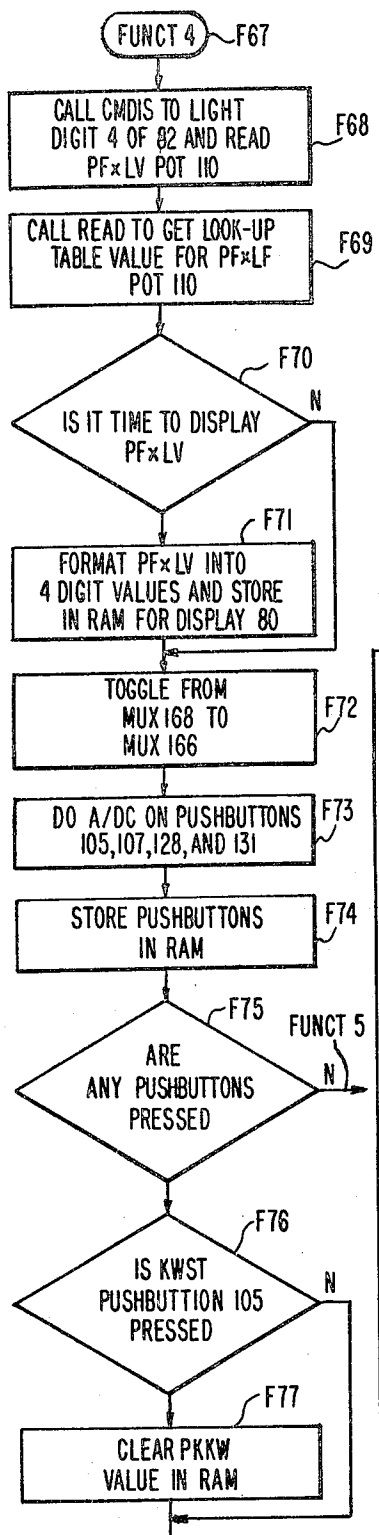 FUNCT 4
F67
CALL CMDIS TO LIGHT
DIGIT 4 OF 82 AND READ
PF×LV POT 110
F68
CALL READ TO GET LOOK-UP
TABLE VALUE FOR PF×LF
POT 110
F69
F70
IS IT TIME TO DISPLAY
PF×LV
N
F71
FORMAT PF×LV INTO
4 DIGIT VALUES AND STORE
IN RAM FOR DISPLAY 80
TOGGLE FROM
MUX 168 TO
MUX 166
F72
DO A/DC ON PUSHBUTTONS
105,107,128, AND 131
F73
STORE PUSHBUTTONS
IN RAM
F74
F75
ARE
ANY PUSHBUTTONS
PRESSED
FUNCT 5
N
F76
IS KWST
PUSHBUTTION 105
PRESSED
N
F77
CLEAR PKKW
VALUE IN RAM